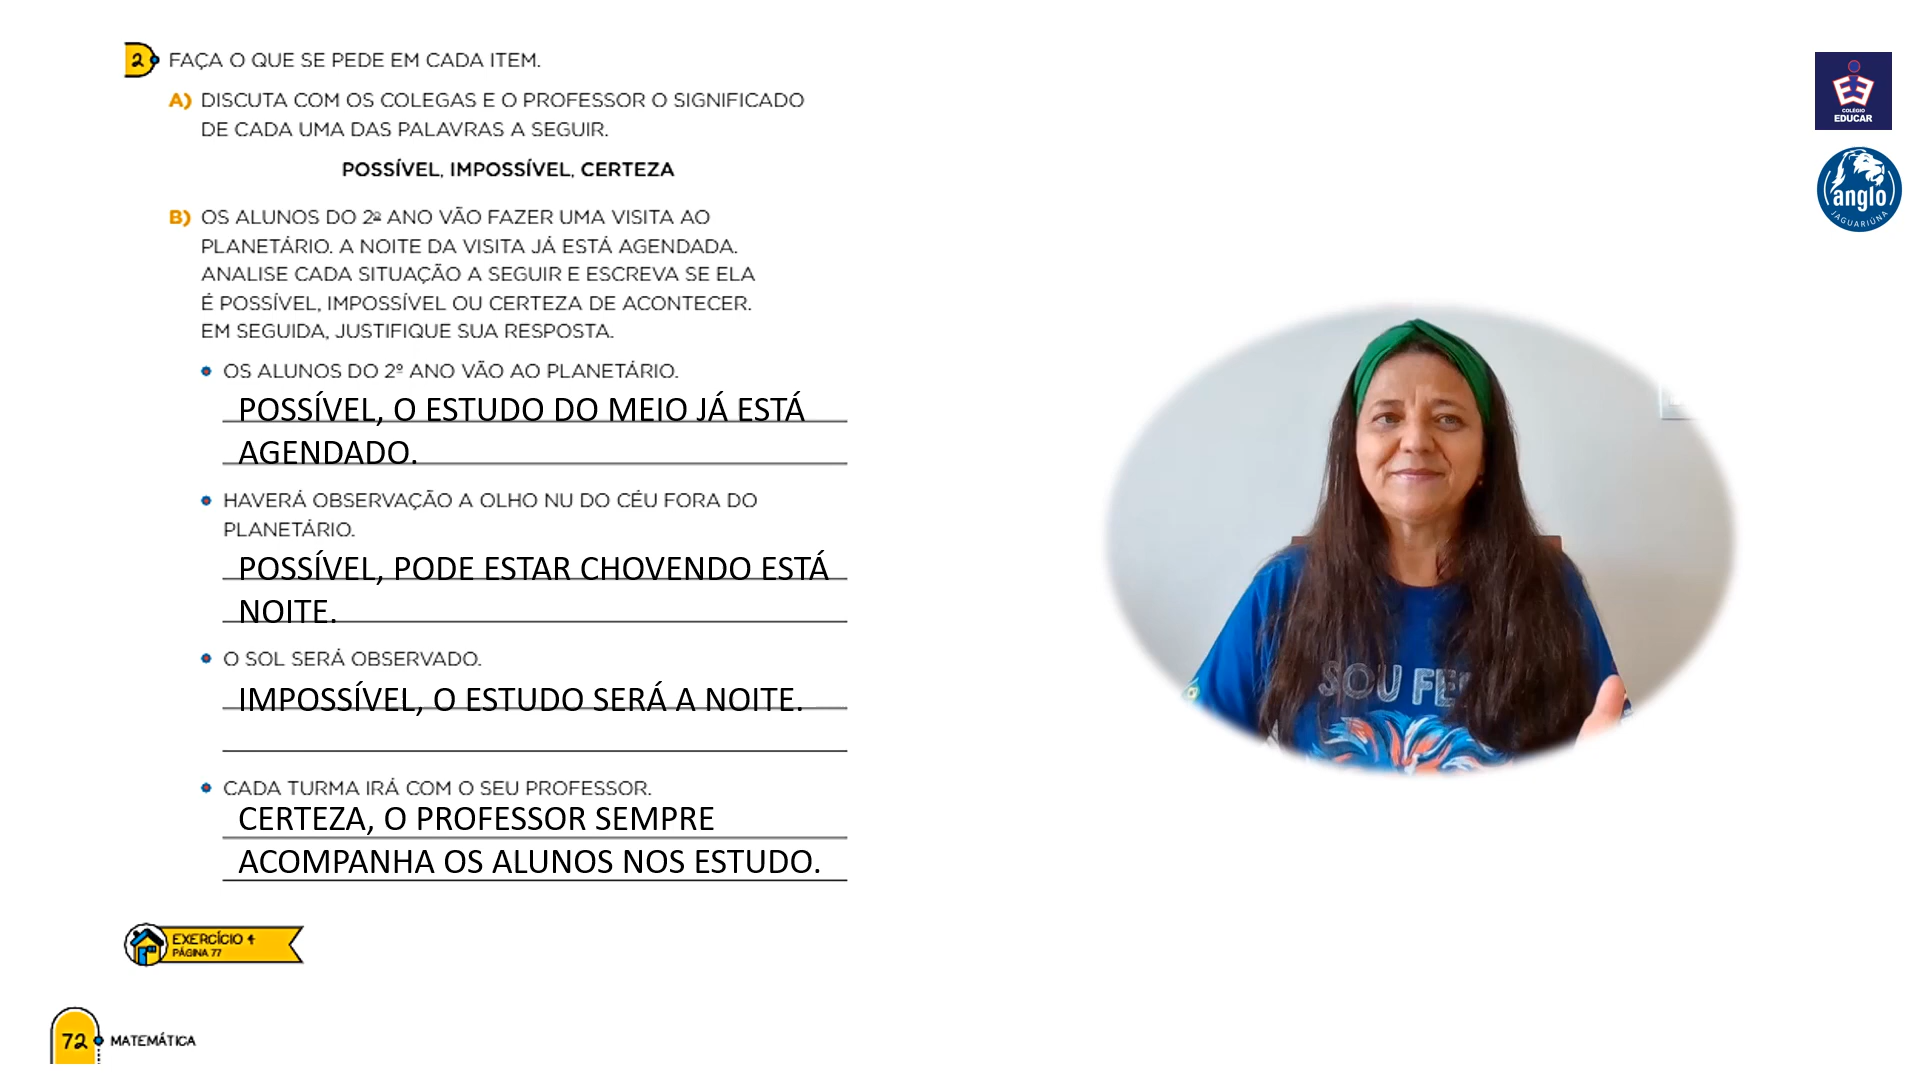 2 FAÇA O QUE SE PEDE EM CADA ITEM.
A) DISCUTA COM OS COLEGAS E O PROFESSOR O SIGNIFICADO
DE CADA UMA DAS PALAVRAS A SEGUIR.
POSSÍVEL, IMPOSSÍVEL, CERTEZA
B) OS ALUNOS DO 2º ANO VÃO FAZER UMA VISITA AO
PLANETÁRIO. A NOITE DA VISITA JÁ ESTÁ AGENDADA.
ANALISE CADA SITUAÇÃO A SEGUIR E ESCREVA SE ELA
É POSSÍVEL, IMPOSSÍVEL OU CERTEZA DE ACONTECER.
EM SEGUIDA, JUSTIFIQUE SUA RESPOSTA.
• OS ALUNOS DO 2º ANO VÃO AO PLANETÁRIO.
POSSÍVEL, O ESTUDO DO MEIO JÁ ESTÁ
AGENDADO.
• HAVERÁ OBSERVAÇÃO A OLHO NU DO CÉU FORA DO
PLANETÁRIO.
POSSÍVEL, PODE ESTAR CHOVENDO ESTÁ
NOITE.
• O SOL SERÁ OBSERVADO.
IMPOSSÍVEL, O ESTUDO SERÁ A NOITE.
• CADA TURMA IRÁ COM O SEU PROFESSOR.
CERTEZA, O PROFESSOR SEMPRE
ACOMPANHA OS ALUNOS NOS ESTUDO.
EXERCÍCIO 4
PÁGINA 77
72 MATEMÁTICA
COLÉGIO
EDUCAR
anglo
JAGUARIÚNA
SOU FE